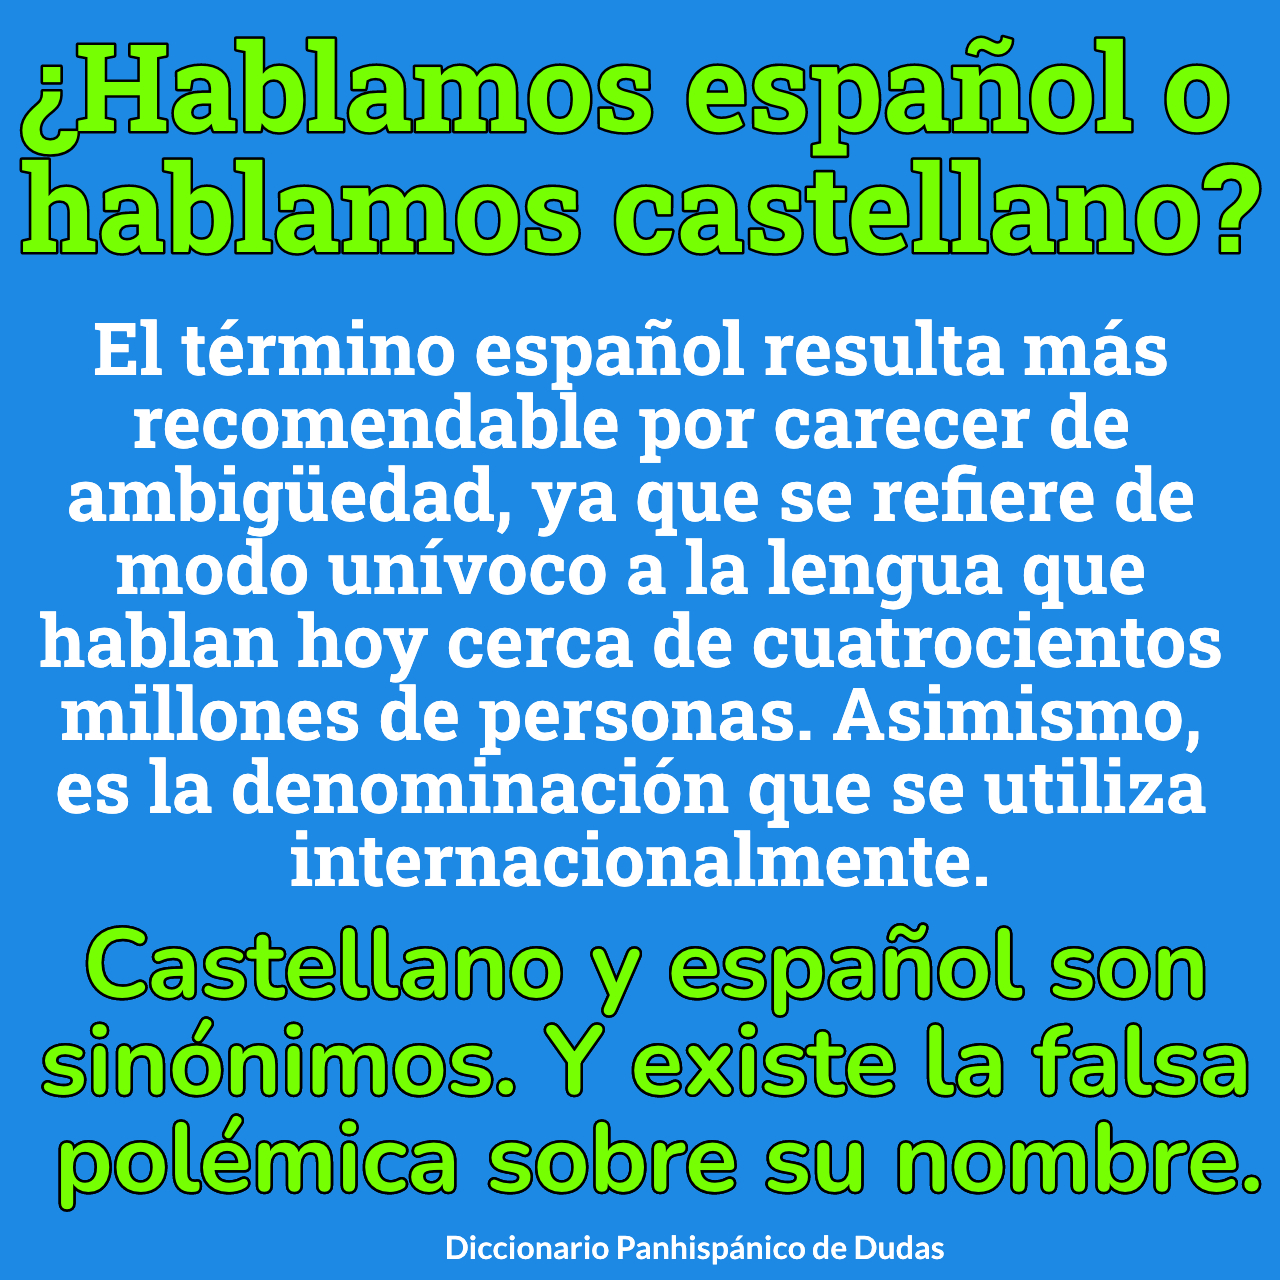 ¿Hablamos español o
hablamos castellano?
El término español resulta más
recomendable por carecer de
ambigüedad, ya que se refiere de
modo unívoco a la lengua que
hablan hoy cerca de cuatrocientos
millones de personas. Asimismo,
es la denominación que se utiliza
internacionalmente.
Castellano y español son
sinónimos. Y existe la falsa
polémica sobre su nombre.
Diccionario Panhispánico de Dudas